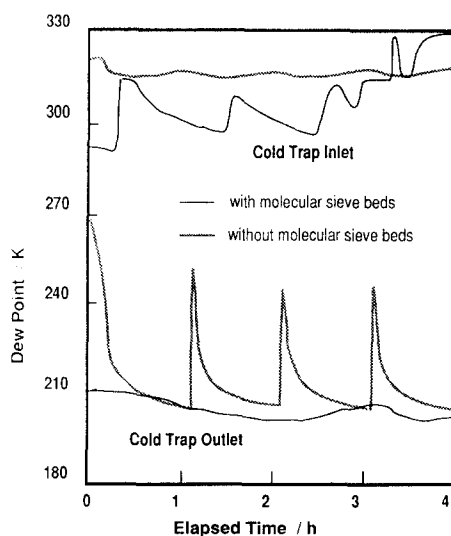 330
300
270
240
210
180
Dew Point : K
Cold Trap Inlet
with molecular sieve beds
without molecular sieve beds
Cold Trap Outlet
0
1
2
3
4
Elapsed Time / h